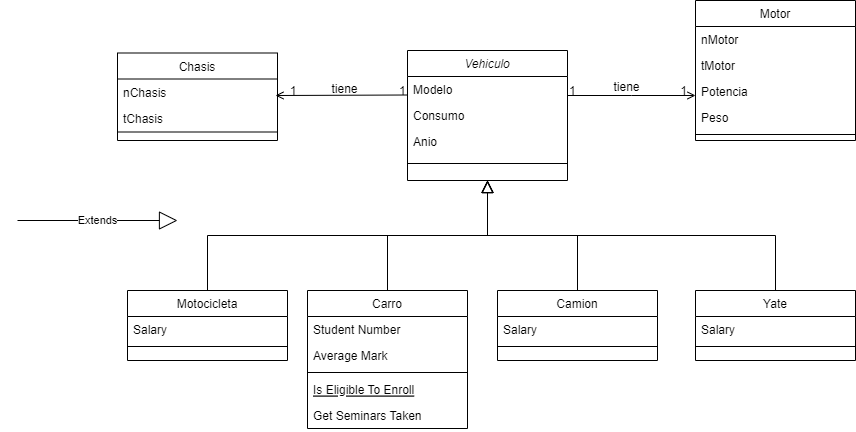 Motor
nMotor
tMotor
Potencia
Peso
Chasis
nChasis
tChasis
1 tiene 1
Vehiculo
Modelo
Consumo
Anio
1 tiene 1
Extends
Motocicleta
Salary
Carro
Student Number
Average Mark
Is Eligible To Enroll
Get Seminars Taken
Camion
Salary
Yate
Salary